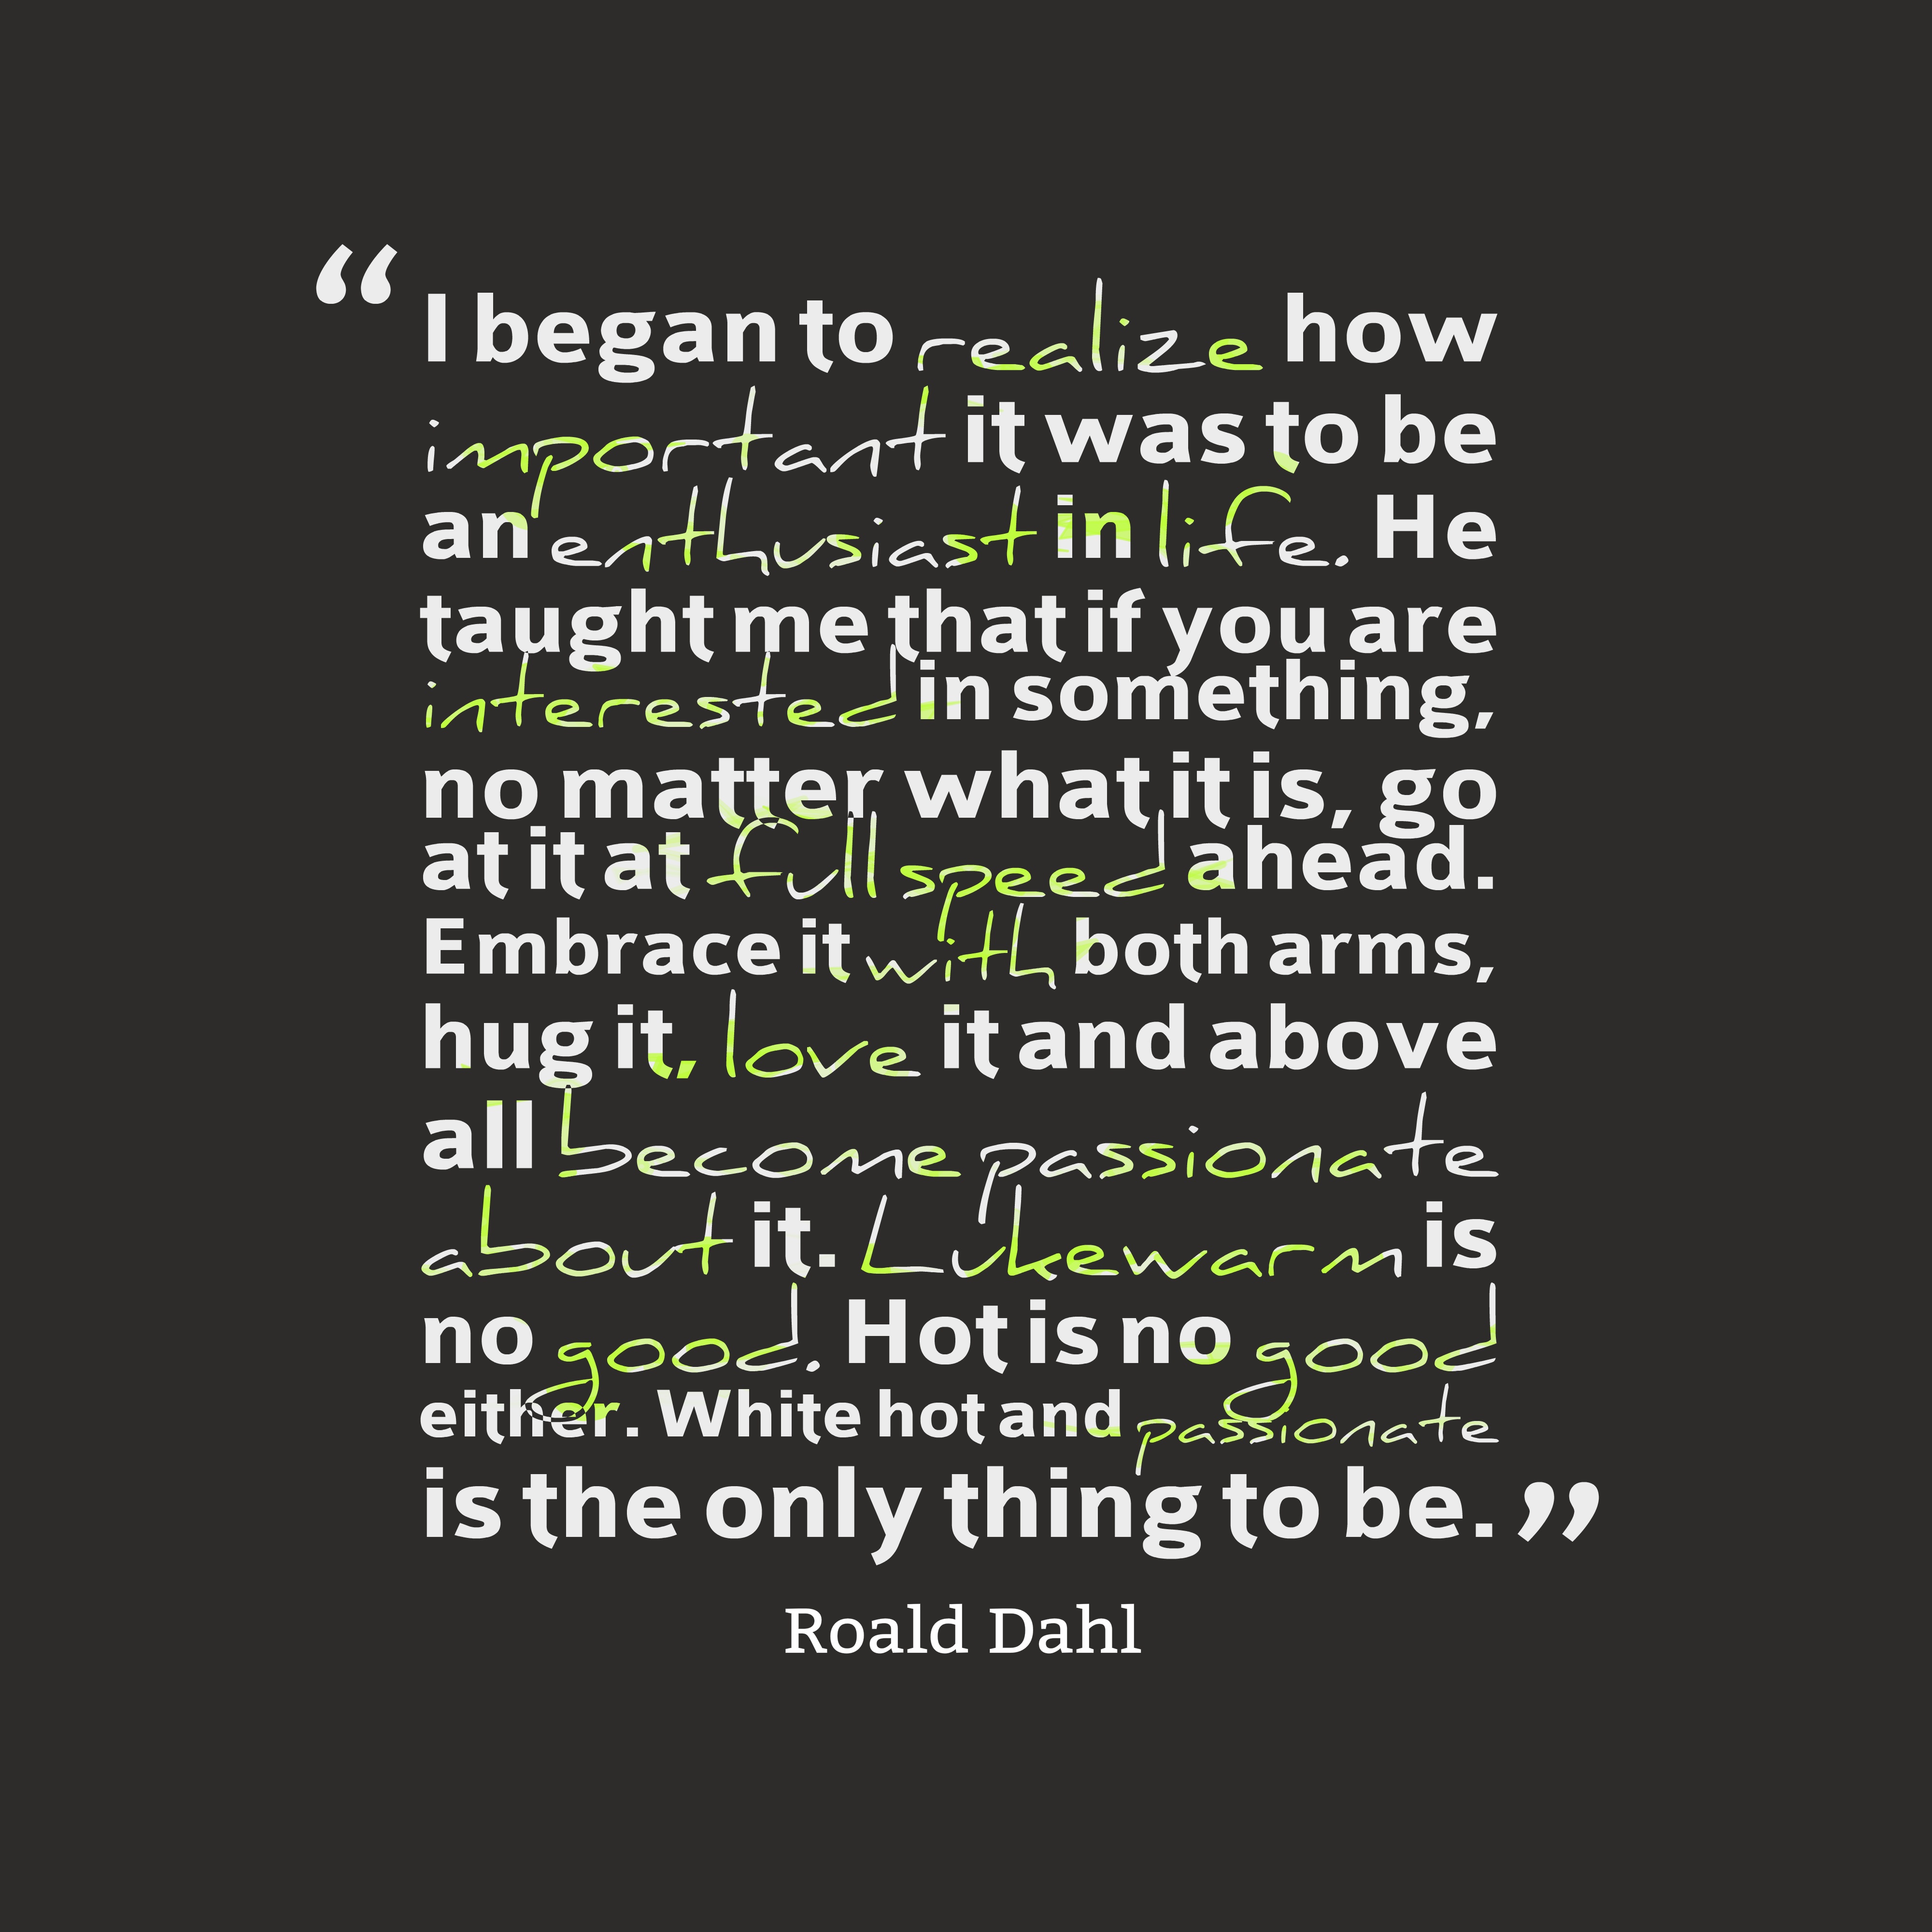 “I began to realize how
important it was to be
an enthusiast in life. He
taught me that if you are
interested in something,
no matter what it is, go
at it at full speed ahead.
Embrace it with both arms,
hug it, love it and above
all become passionate
about it. Lukewarm is
no good. Hot is no good
either. White hot and passionate
is the only thing to be.”
Roald Dahl